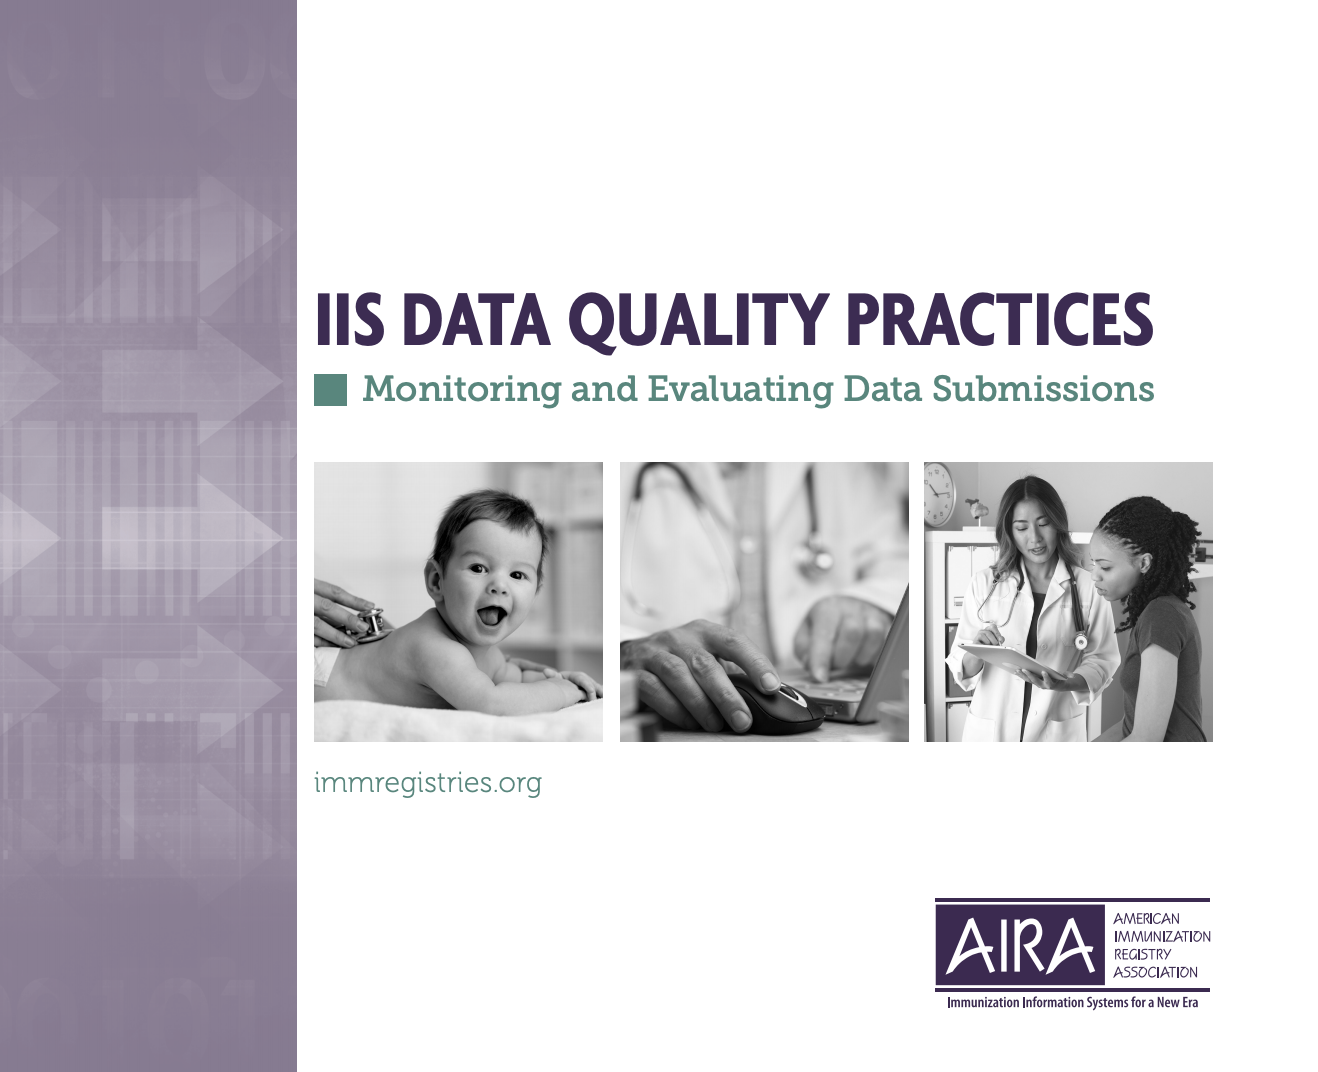 IIS DATA QUALITY PRACTICES
Monitoring and Evaluating Data Submissions
immregistries.org
AIRA
AMERICAN
IMMUNIZATION
REGISTRY
ASSOCIATION
Immunization Information Systems for a New Era